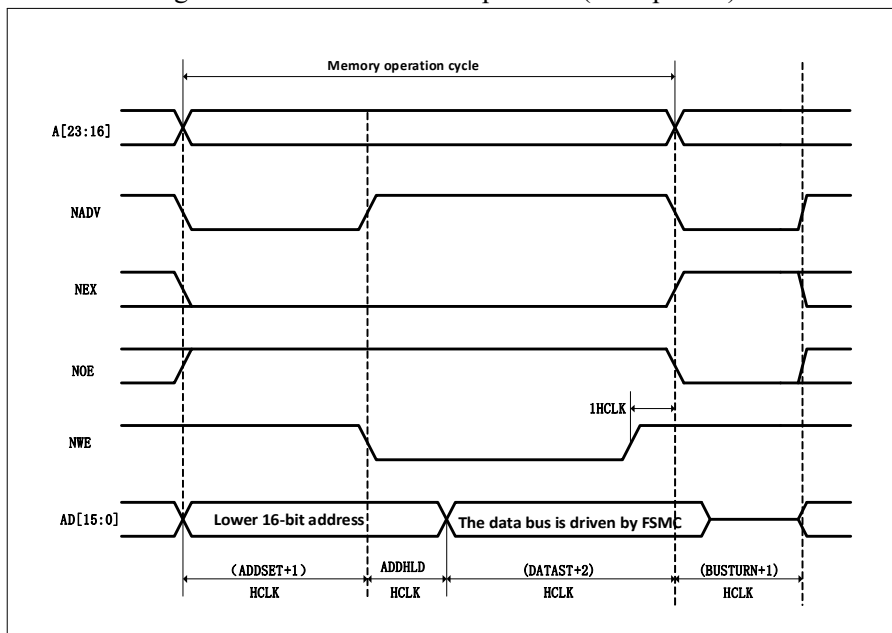 Memory operation cycle
A[23:16]
NADV
NEX
NOE
1HCLK
NWE
AD[15:0]
Lower 16-bit address
The data bus is driven by FSMC
(ADDSET+1)
ADDHLD
(DATAST+2)
(BUSTURN+1)
HCLK
HCLK
HCLK
HCLK